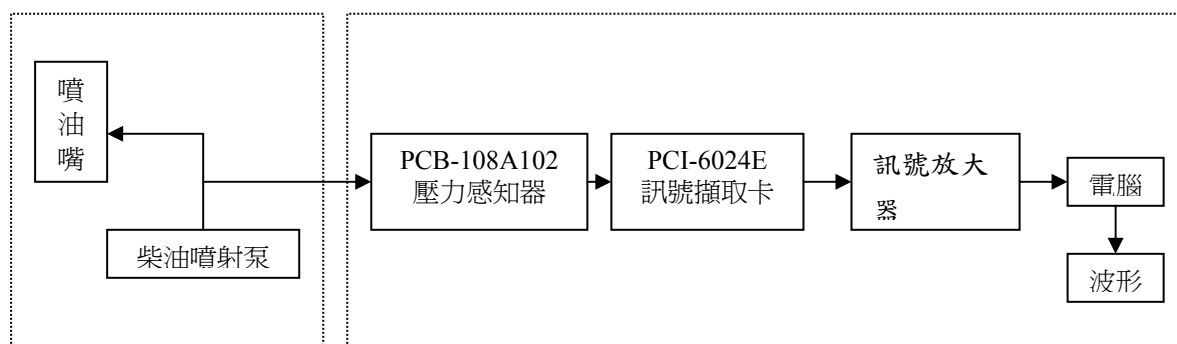 噴
油
嘴
柴油噴射泵
PCB-108A102
壓力感知器
PCI-6024E
訊號擷取卡
訊號放大
器
電腦
波形